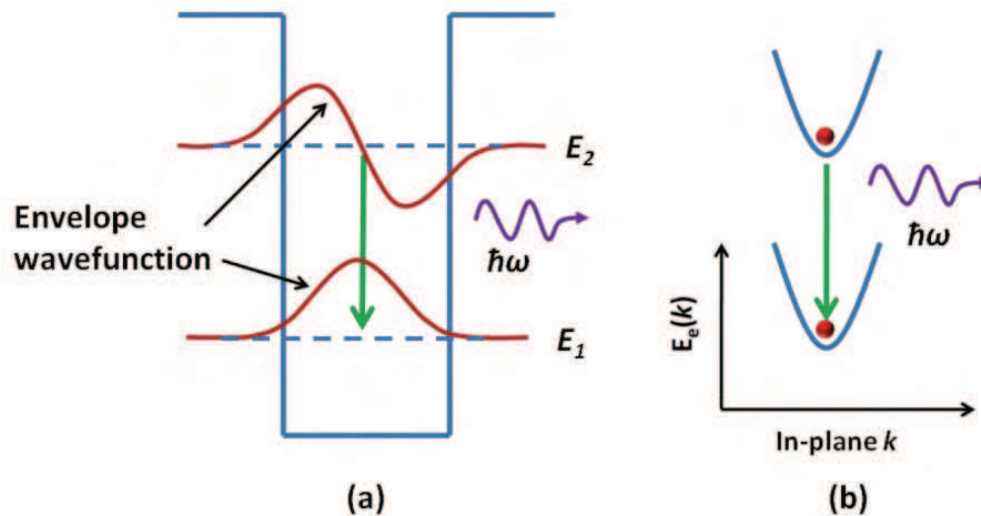 E2
Envelope
wavefunction
ħω
E1
(a)
ħω
Ee(k)
In-plane k
(b)